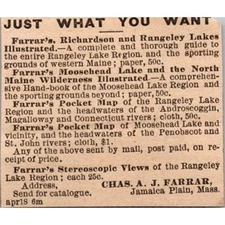 JUST WHAT YOU WANT
Farrar's, Richardson and Rangeley Lakes
Illustrated.—A complete and thorough guide to
the entire Rangeley Lake Region, and the sporting
grounds of western Maine; paper, 50c.
Farrar's Moosehead Lake and the North
Maine Wilderness Illustrated.—A comprehen-
sive Hand-book of the Moosehead Lake Region and
the sporting grounds beyond; paper, 50c.
Farrar's Pocket Map of the Rangeley Lake
Region and the headwaters of the Androscoggin,
Magalloway and Connecticut rivers; cloth, 50c.
Farrar's Pocket Map of Moosehead Lake and
vicinity, and the headwaters of the Penobscot and
St. John rivers; cloth, $1.
Any of the above sent by mail, post paid, on re-
ceipt of price.
Farrar's Stereoscopic Views of the Rangeley
Lake Region; each 25c.
Address, CHAS. A. J. FARRAR,
Send for catalogue. Jamaica Plain, Mass.
apr18 6m